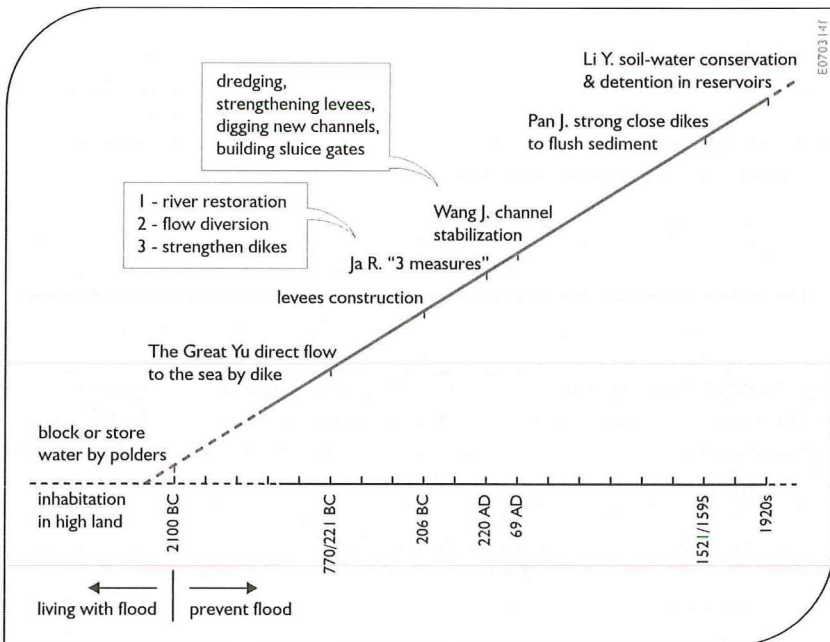 E070314f
Li Y. soil-water conservation
& detention in reservoirs
dredging,
strengthening levees,
digging new channels,
building sluice gates
Pan J. strong close dikes
to flush sediment
1 - river restoration
2 - flow diversion
3 - strengthen dikes
Wang J. channel
stabilization
Ja R. “3 measures”
levees construction
The Great Yu direct flow
to the sea by dike
block or store
water by polders
inhabitation
in high land
2100 BC
770/221 BC
206 BC
220 AD
69 AD
1521/1595
1920s
living with flood
prevent flood